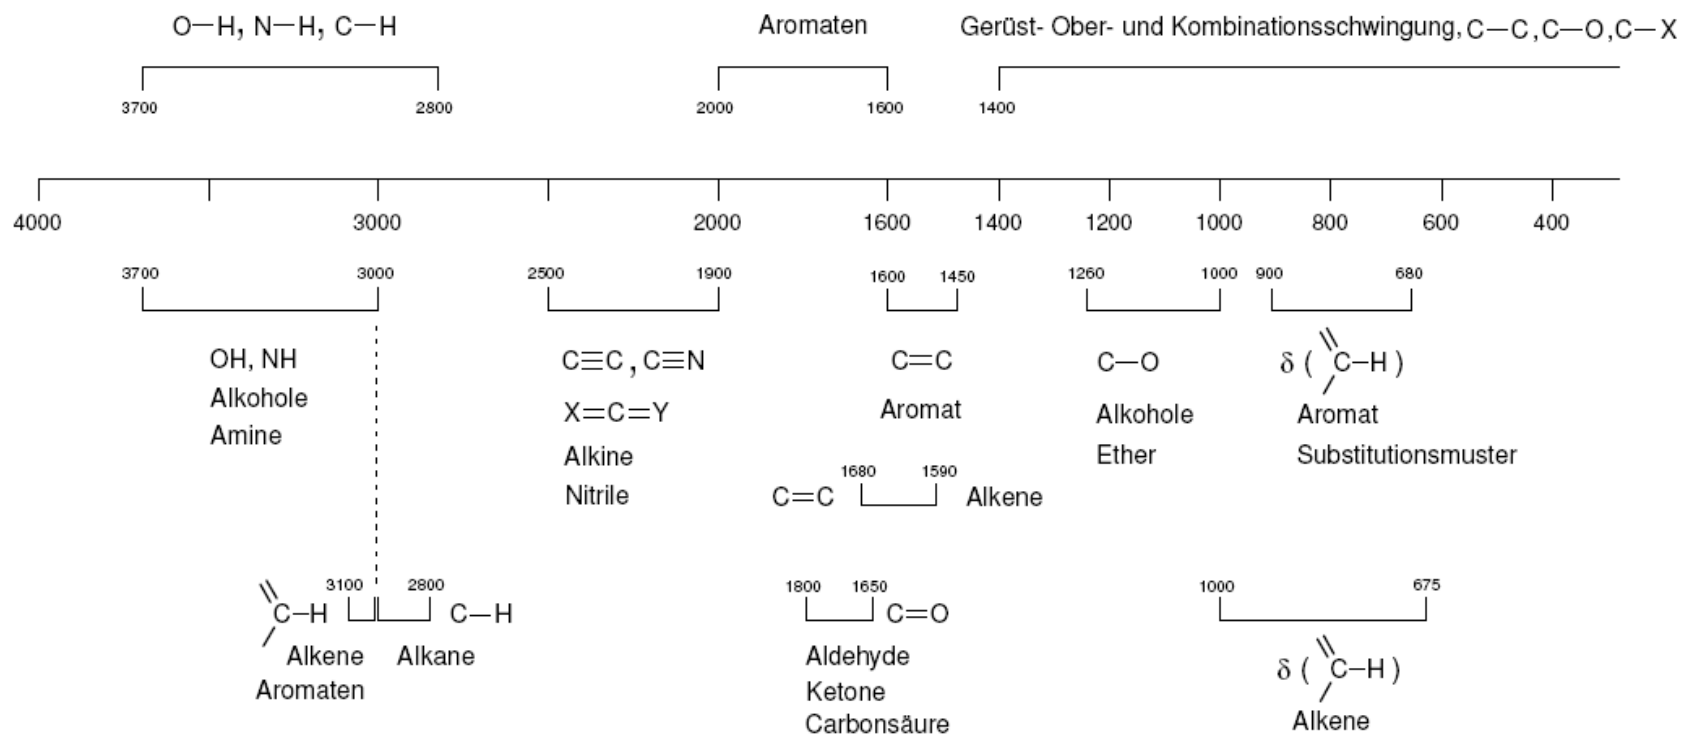 O—H, N—H, C—H
Aromaten
Gerüst- Ober- und Kombinationsschwingung, C—C, C—O, C—X
3700 2800 2000 1600 1400
4000 3000 2000 1600 1400 1200 1000 800 600 400
3700 3000 2500 1900 1600 1450 1260 1000 900 680
OH, NH
Alkohole
Amine
C≡C, C≡N
X=C=Y
Alkine
Nitrile
C=C
Aromat
C—O
Alkohole
Ether
δ ( C—H )
Aromat
Substitutionsmuster
C=C 1680 1590 Alkene
C—H 3100
Alkene
Aromaten
2800 C—H
Alkane
1800 1650 C=O
Aldehyde
Ketone
Carbonsäure
1000 675
δ ( C—H )
Alkene